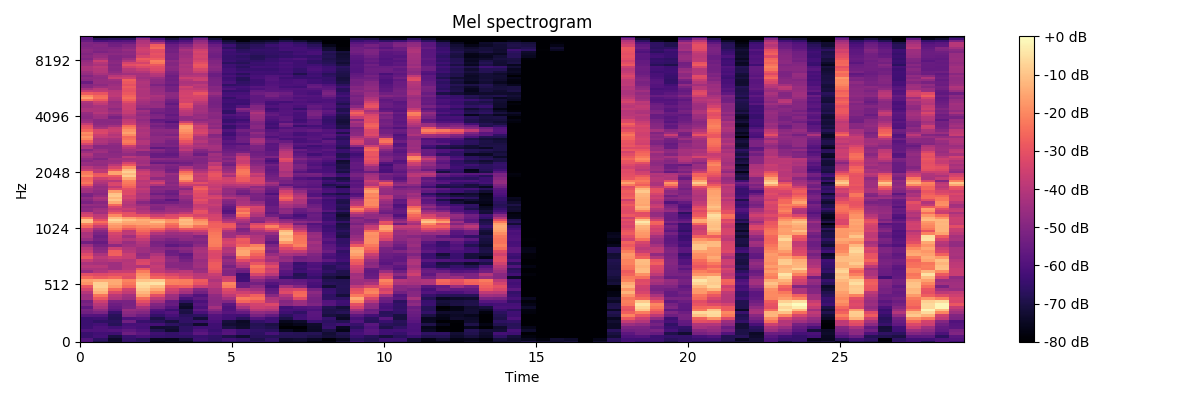 Mel spectrogram
Hz
8192
4096
2048
1024
512
0
0 5 10 15 20 25
Time
+0 dB
-10 dB
-20 dB
-30 dB
-40 dB
-50 dB
-60 dB
-70 dB
-80 dB